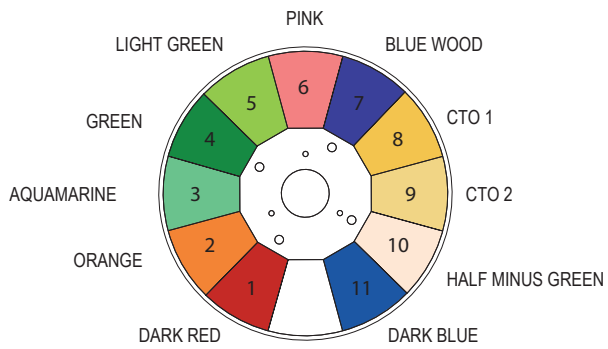 PINK
LIGHT GREEN
BLUE WOOD
6
5
7
GREEN
CTO 1
4
8
AQUAMARINE
3
9
CTO 2
ORANGE
2
10
HALF MINUS GREEN
1
11
DARK RED
DARK BLUE